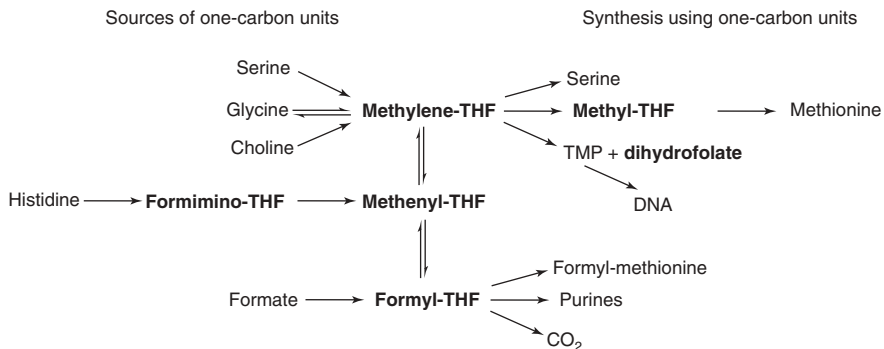 Sources of one-carbon units
Synthesis using one-carbon units
Serine
Serine
Glycine
Methylene-THF
Methyl-THF
Methionine
Choline
TMP + dihydrofolate
DNA
Histidine
Formimino-THF
Methenyl-THF
Formyl-methionine
Formate
Formyl-THF
Purines
CO₂